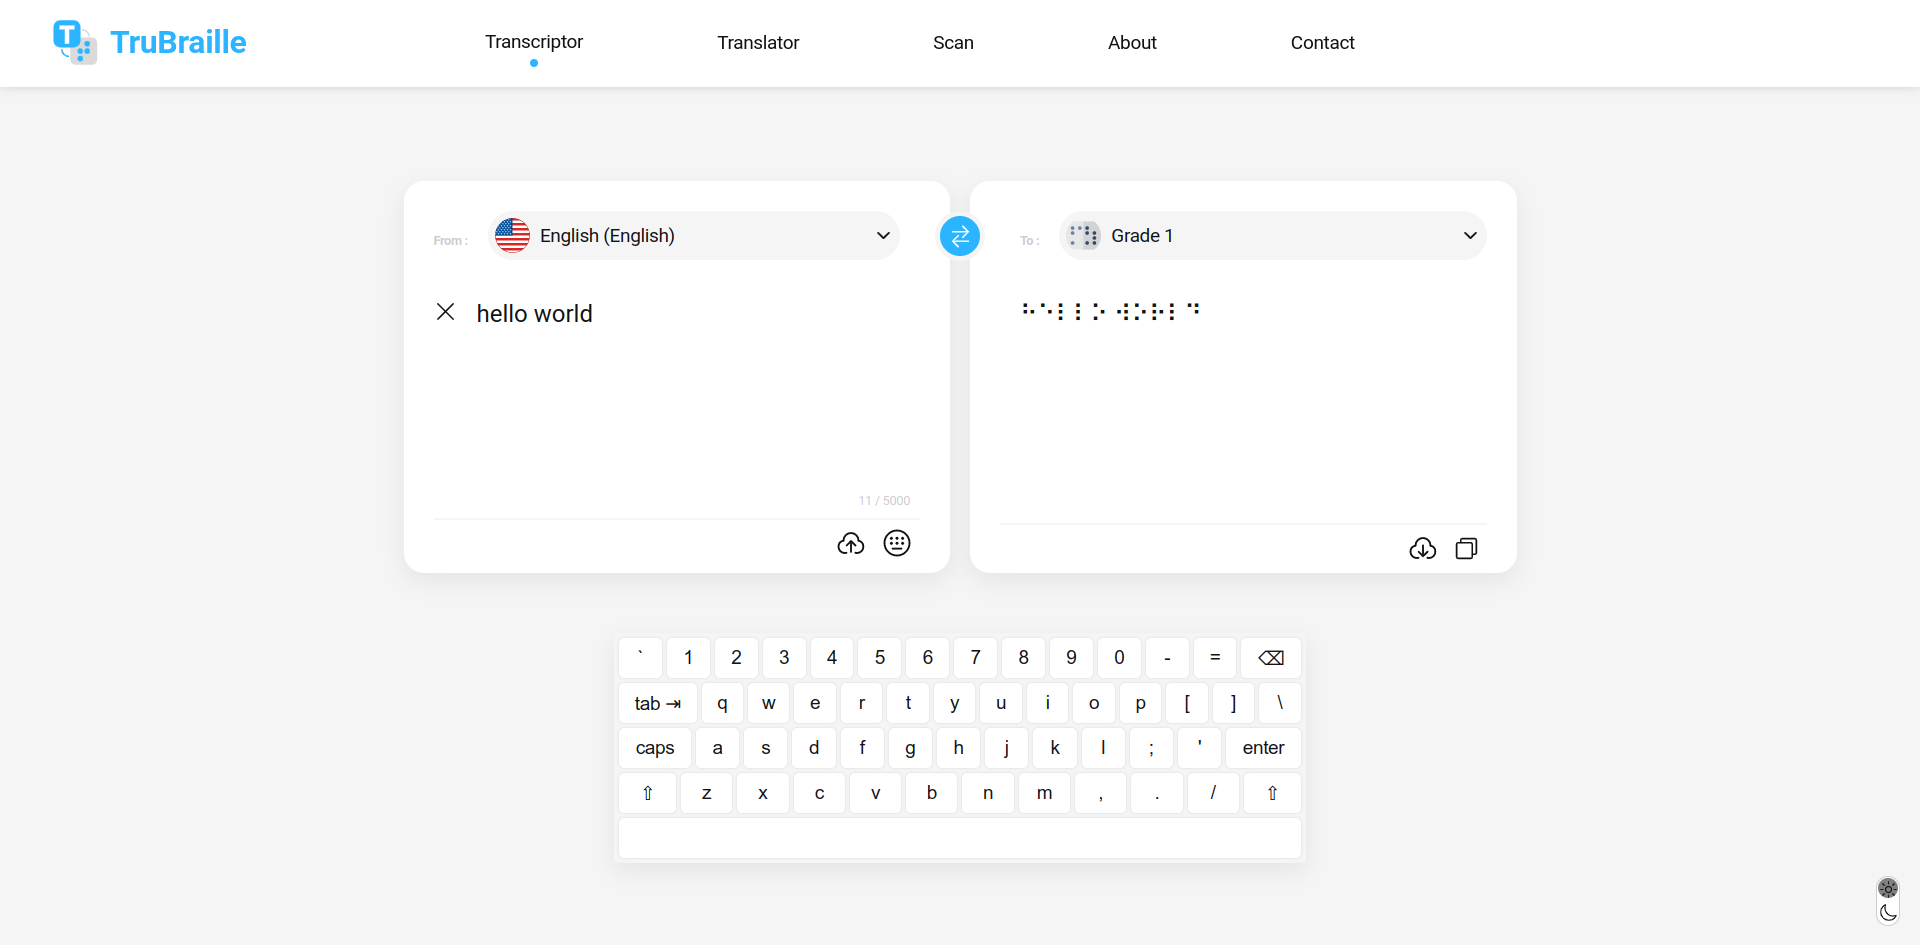 TruBraille
Transcriptor
Translator
Scan
About
Contact
From :
English (English)
To :
Grade 1
hello world
⠓⠑⠇⠇⠕ ⠺⠕⠗⠇⠙
11 / 5000
` 1 2 3 4 5 6 7 8 9 0 - = ⌫
tab ⇥ q w e r t y u i o p [ ] \
caps a s d f g h j k l ; ' enter
⇧ z x c v b n m , . / ⇧